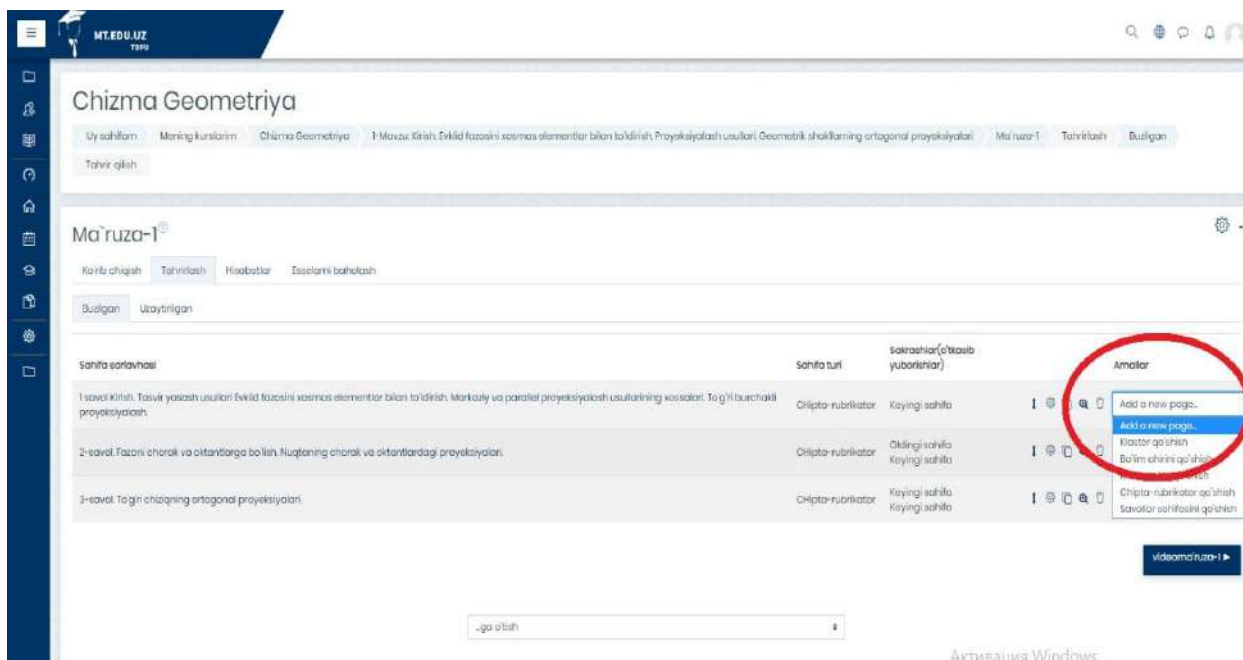 MT.EDU.UZ
TDPU
Chizma Geometriya
Uy sahifam Mening kurslarim Chizma Geometriya 1-Mavzu: Kirish. Evklid fazosini xosmas elementlar bilan to'ldirish. Proyeksiyalash usullari. Geometrik shakllarning ortogonal proyeksiyalari Ma'ruza-1 Tahrirlash Buzilgan
Tahrir qilish
Ma`ruza-1
Ko'rib chiqish Tahrirlash Hisobotlar Esselarni baholash
Buzilgan Uzaytirilgan
Sahifa sarlavhasi Sahifa turi Sakrashlar(o'tkasib yuborishlar) Amallar
1 savol Kirish. Tasvir yasash usullari Evklid fazosini xosmas elementlar bilan to'ldirish. Markaziy va parallel proyeksiyalash usullarining xossalari. To'g'ri burchakli
proyeksiyalash.
CHipta-rubrikator Keyingi sahifa Add a new page...
Add a new page...
Klaster qo'shish
Bo'lim ohirini qo'shish
2-savol. Fazoni chorak va oktantlarga bo'lish. Nuqtaning chorak va oktantlardagi proyeksiyalari. CHipta-rubrikator Oldingi sahifa
Keyingi sahifa
3-savol. To'g'ri chiziqning ortogonal proyeksiyalari. CHipta-rubrikator Keyingi sahifa
Keyingi sahifa
Chipta-rubrikator qo'shish
Savollar sahifasini qo'shish
videoma'ruza-1 ►
...ga o'tish
Активация Windows